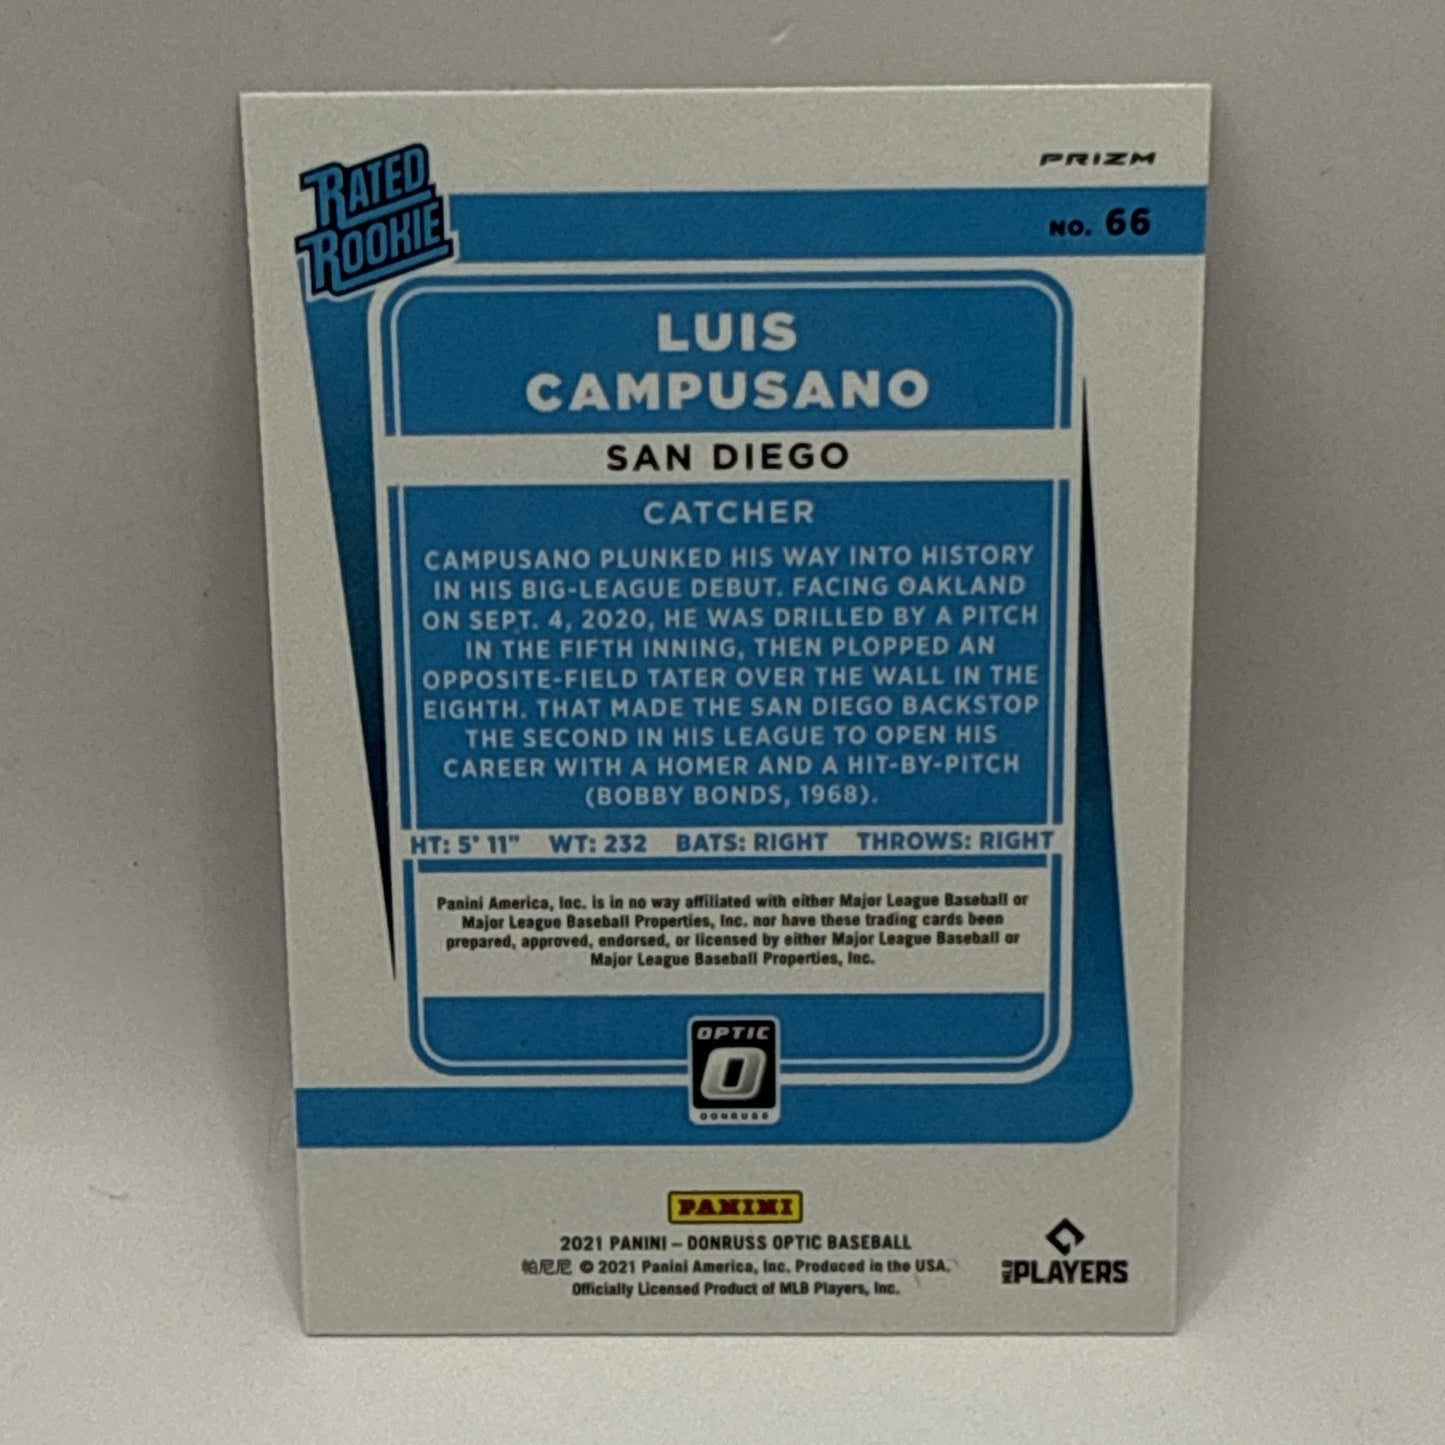 RATED
ROOKIE
PRIZM
NO. 66
LUIS
CAMPUSANO
SAN DIEGO
CATCHER
CAMPUSANO PLUNKED HIS WAY INTO HISTORY
IN HIS BIG-LEAGUE DEBUT. FACING OAKLAND
ON SEPT. 4, 2020, HE WAS DRILLED BY A PITCH
IN THE FIFTH INNING, THEN PLOPPED AN
OPPOSITE-FIELD TATER OVER THE WALL IN THE
EIGHTH. THAT MADE THE SAN DIEGO BACKSTOP
THE SECOND IN HIS LEAGUE TO OPEN HIS
CAREER WITH A HOMER AND A HIT-BY-PITCH
(BOBBY BONDS, 1968).
HT: 5' 11" WT: 232 BATS: RIGHT THROWS: RIGHT
Panini America, Inc. is in no way affiliated with either Major League Baseball or
Major League Baseball Properties, Inc. nor have these trading cards been
prepared, approved, endorsed, or licensed by either Major League Baseball or
Major League Baseball Properties, Inc.
OPTIC
O
DONRUSS
PANINI
2021 PANINI – DONRUSS OPTIC BASEBALL
帕尼尼 © 2021 Panini America, Inc. Produced in the USA.
Officially Licensed Product of MLB Players, Inc.
MLB PLAYERS